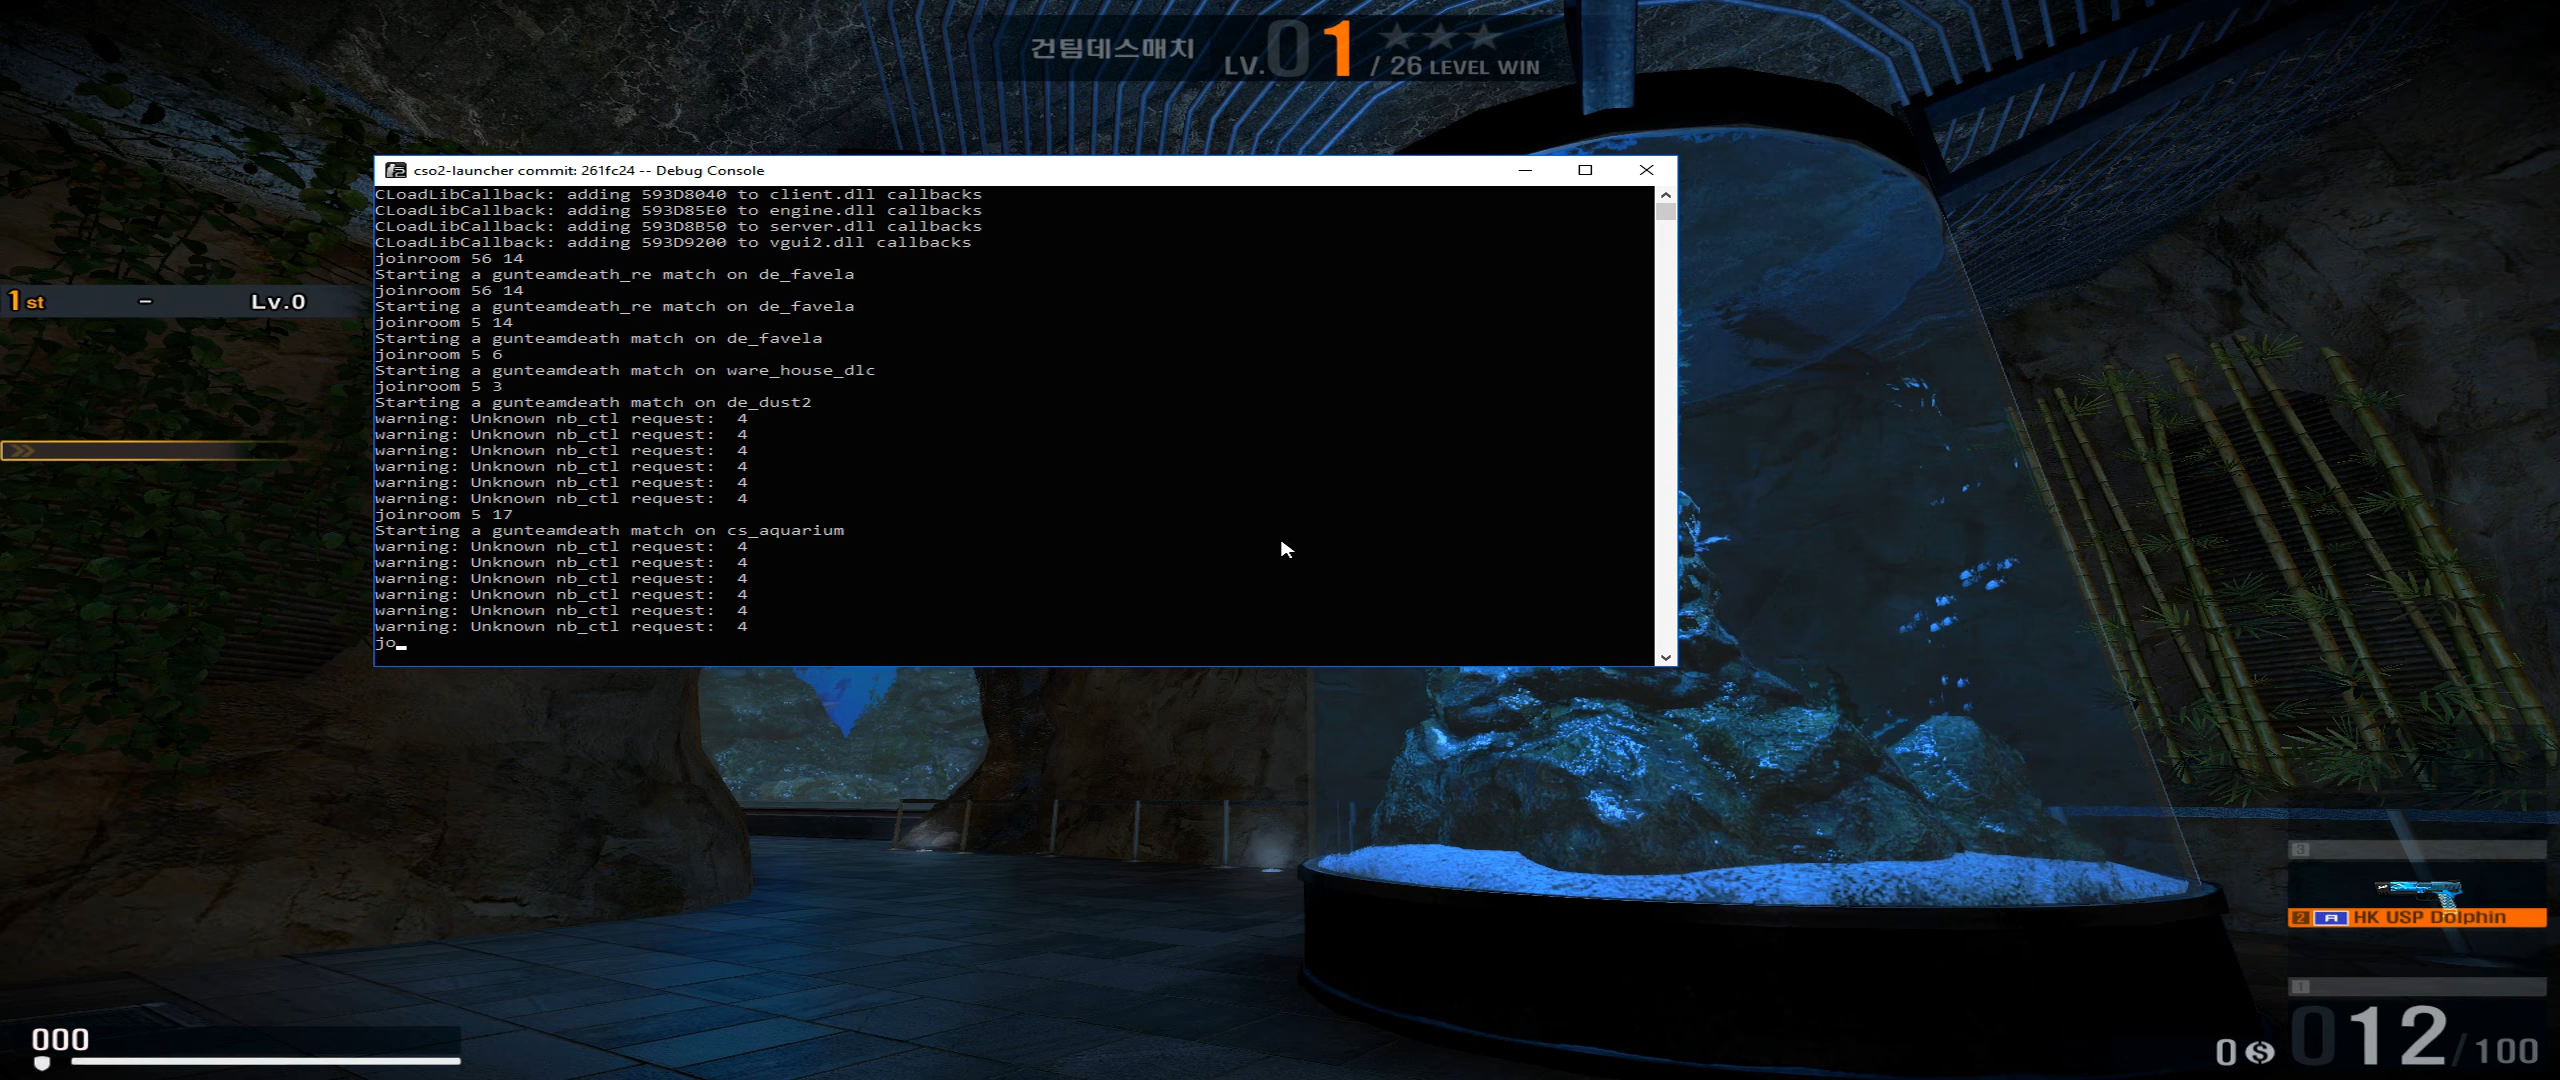 건팀데스매치 LV.01 / 26 LEVEL WIN
cso2-launcher commit: 261fc24 -- Debug Console
CLoadLibCallback: adding 593D8040 to client.dll callbacks
CLoadLibCallback: adding 593D85E0 to engine.dll callbacks
CLoadLibCallback: adding 593D8B50 to server.dll callbacks
CLoadLibCallback: adding 593D9200 to vgui2.dll callbacks
joinroom 56 14
Starting a gunteamdeath_re match on de_favela
joinroom 56 14
Starting a gunteamdeath_re match on de_favela
joinroom 5 14
Starting a gunteamdeath match on de_favela
joinroom 5 6
Starting a gunteamdeath match on ware_house_dlc
joinroom 5 3
Starting a gunteamdeath match on de_dust2
warning: Unknown nb_ctl request:  4
warning: Unknown nb_ctl request:  4
warning: Unknown nb_ctl request:  4
warning: Unknown nb_ctl request:  4
warning: Unknown nb_ctl request:  4
warning: Unknown nb_ctl request:  4
joinroom 5 17
Starting a gunteamdeath match on cs_aquarium
warning: Unknown nb_ctl request:  4
warning: Unknown nb_ctl request:  4
warning: Unknown nb_ctl request:  4
warning: Unknown nb_ctl request:  4
warning: Unknown nb_ctl request:  4
warning: Unknown nb_ctl request:  4
jo_
1st - Lv.0
3
2 A HK USP Dolphin
1
000
0 $ 012 / 100